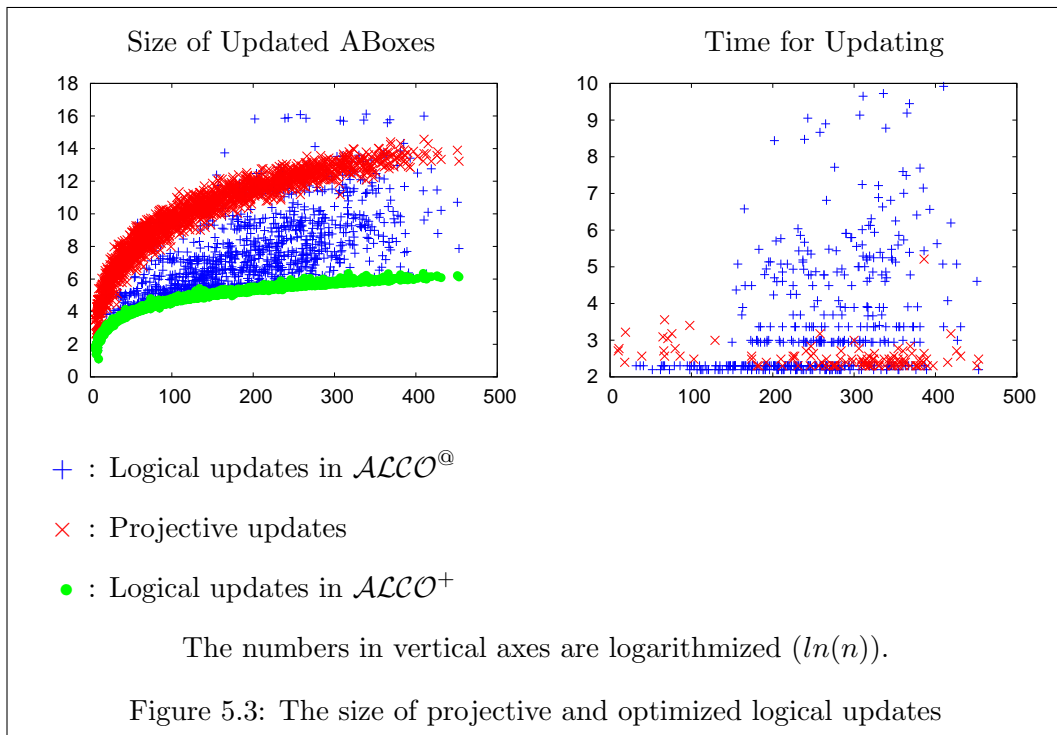 Size of Updated ABoxes
18
16
14
12
10
8
6
4
2
0
0 100 200 300 400 500
Time for Updating
10
9
8
7
6
5
4
3
2
0 100 200 300 400 500
+ : Logical updates in 𝒜ℒ𝒞𝒪@
× : Projective updates
● : Logical updates in 𝒜ℒ𝒞𝒪+
The numbers in vertical axes are logarithmized (ln(n)).
Figure 5.3: The size of projective and optimized logical updates